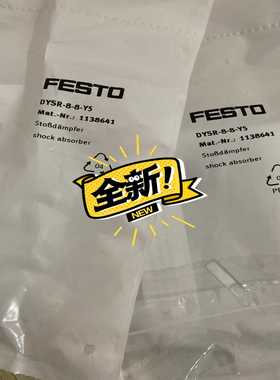 FESTO
DYSR-8-8-Y5
Mat.-Nr.: 1138641
Stoßdämpfer
shock absorber
04
FESTO
DYSR-8-8-Y5
Mat.-Nr.: 1138641
Stoßdämpfer
shock absorber
全新!
NEW